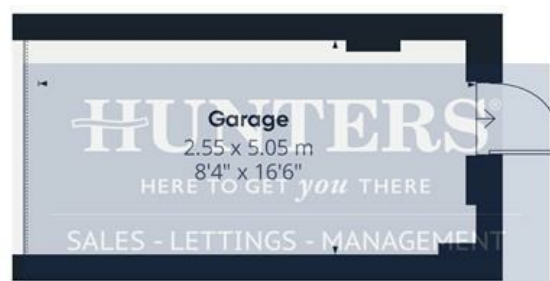 HUNTERS®
Garage
2.55 x 5.05 m
8'4" x 16'6"
HERE TO GET you THERE
SALES - LETTINGS - MANAGEMENT